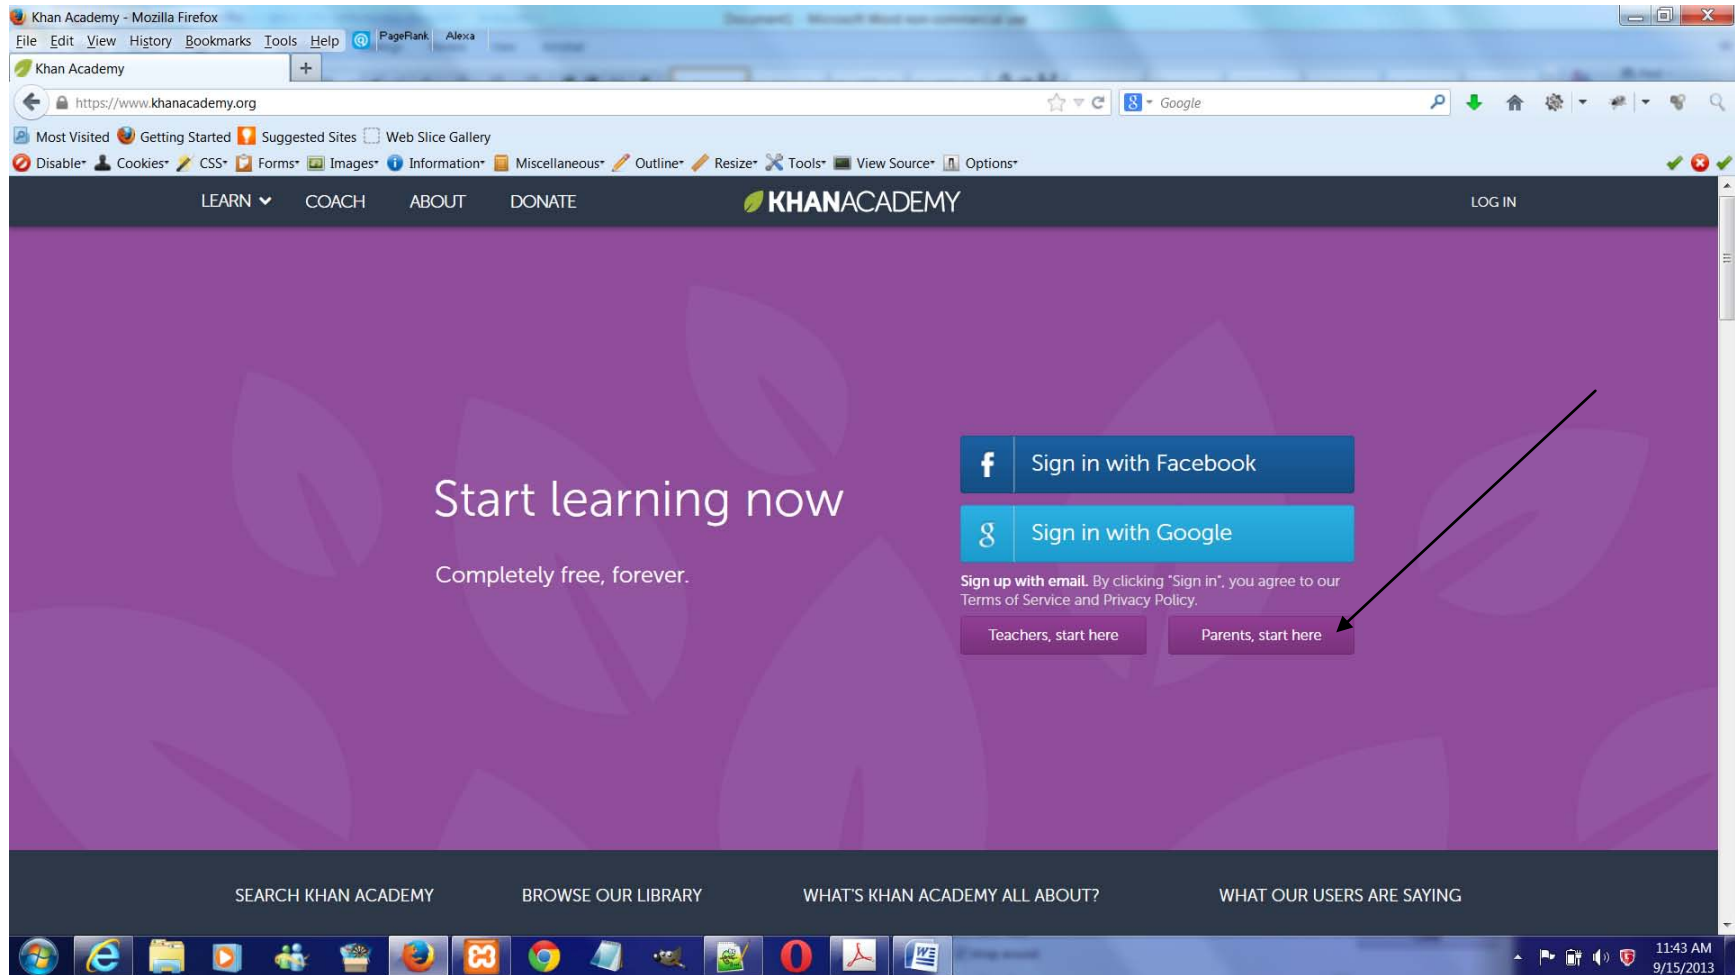 Khan Academy - Mozilla Firefox
File Edit View History Bookmarks Tools Help @ PageRank Alexa
Khan Academy +
https://www.khanacademy.org
Google
Most Visited Getting Started Suggested Sites Web Slice Gallery
Disable Cookies CSS Forms Images Information Miscellaneous Outline Resize Tools View Source Options
LEARN COACH ABOUT DONATE KHANACADEMY LOG IN
Sign in with Facebook
Start learning now
Sign in with Google
Completely free, forever.
Sign up with email. By clicking "Sign in", you agree to our
Terms of Service and Privacy Policy.
Teachers, start here Parents, start here
SEARCH KHAN ACADEMY BROWSE OUR LIBRARY WHAT'S KHAN ACADEMY ALL ABOUT? WHAT OUR USERS ARE SAYING
11:43 AM
9/15/2013